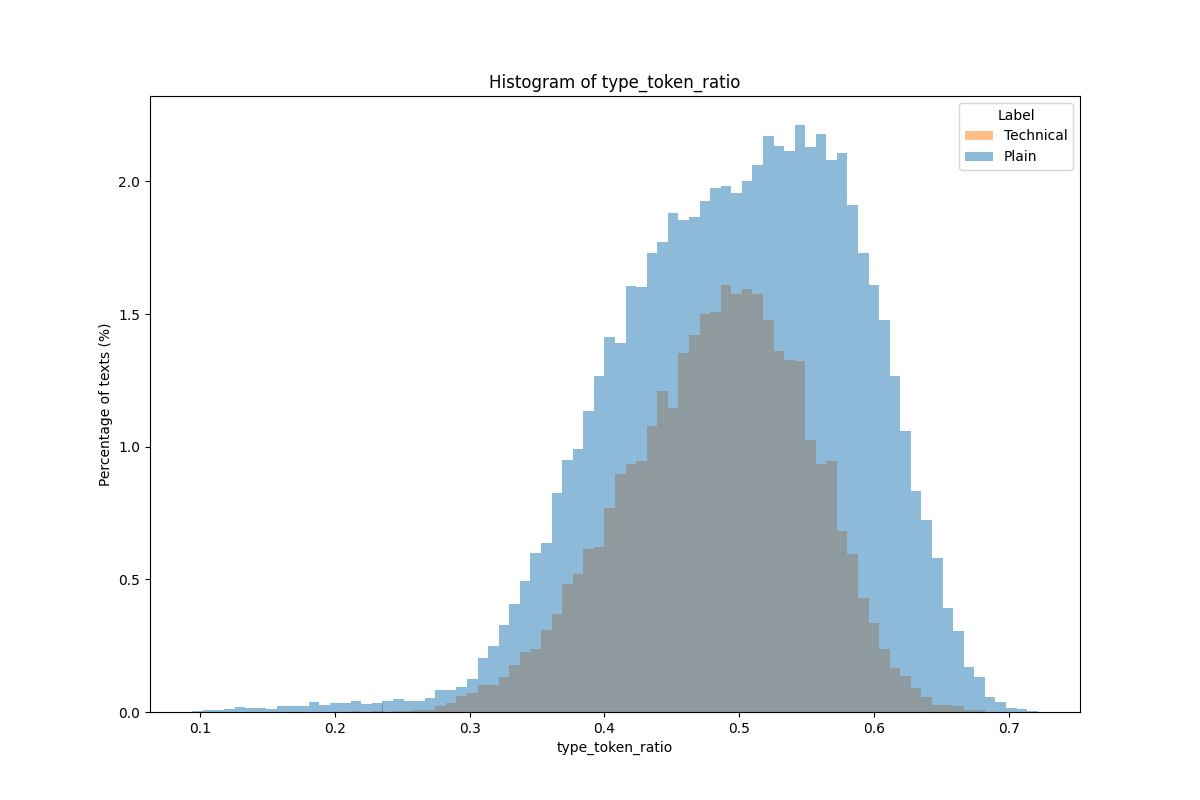 Histogram of type_token_ratio
Label
Technical
Plain
Percentage of texts (%)
2.0
1.5
1.0
0.5
0.0
0.1 0.2 0.3 0.4 0.5 0.6 0.7
type_token_ratio